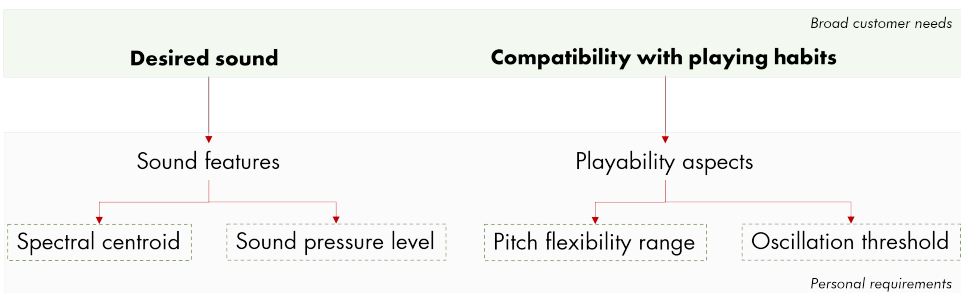 Broad customer needs
Desired sound
Compatibility with playing habits
Sound features
Playability aspects
Spectral centroid
Sound pressure level
Pitch flexibility range
Oscillation threshold
Personal requirements